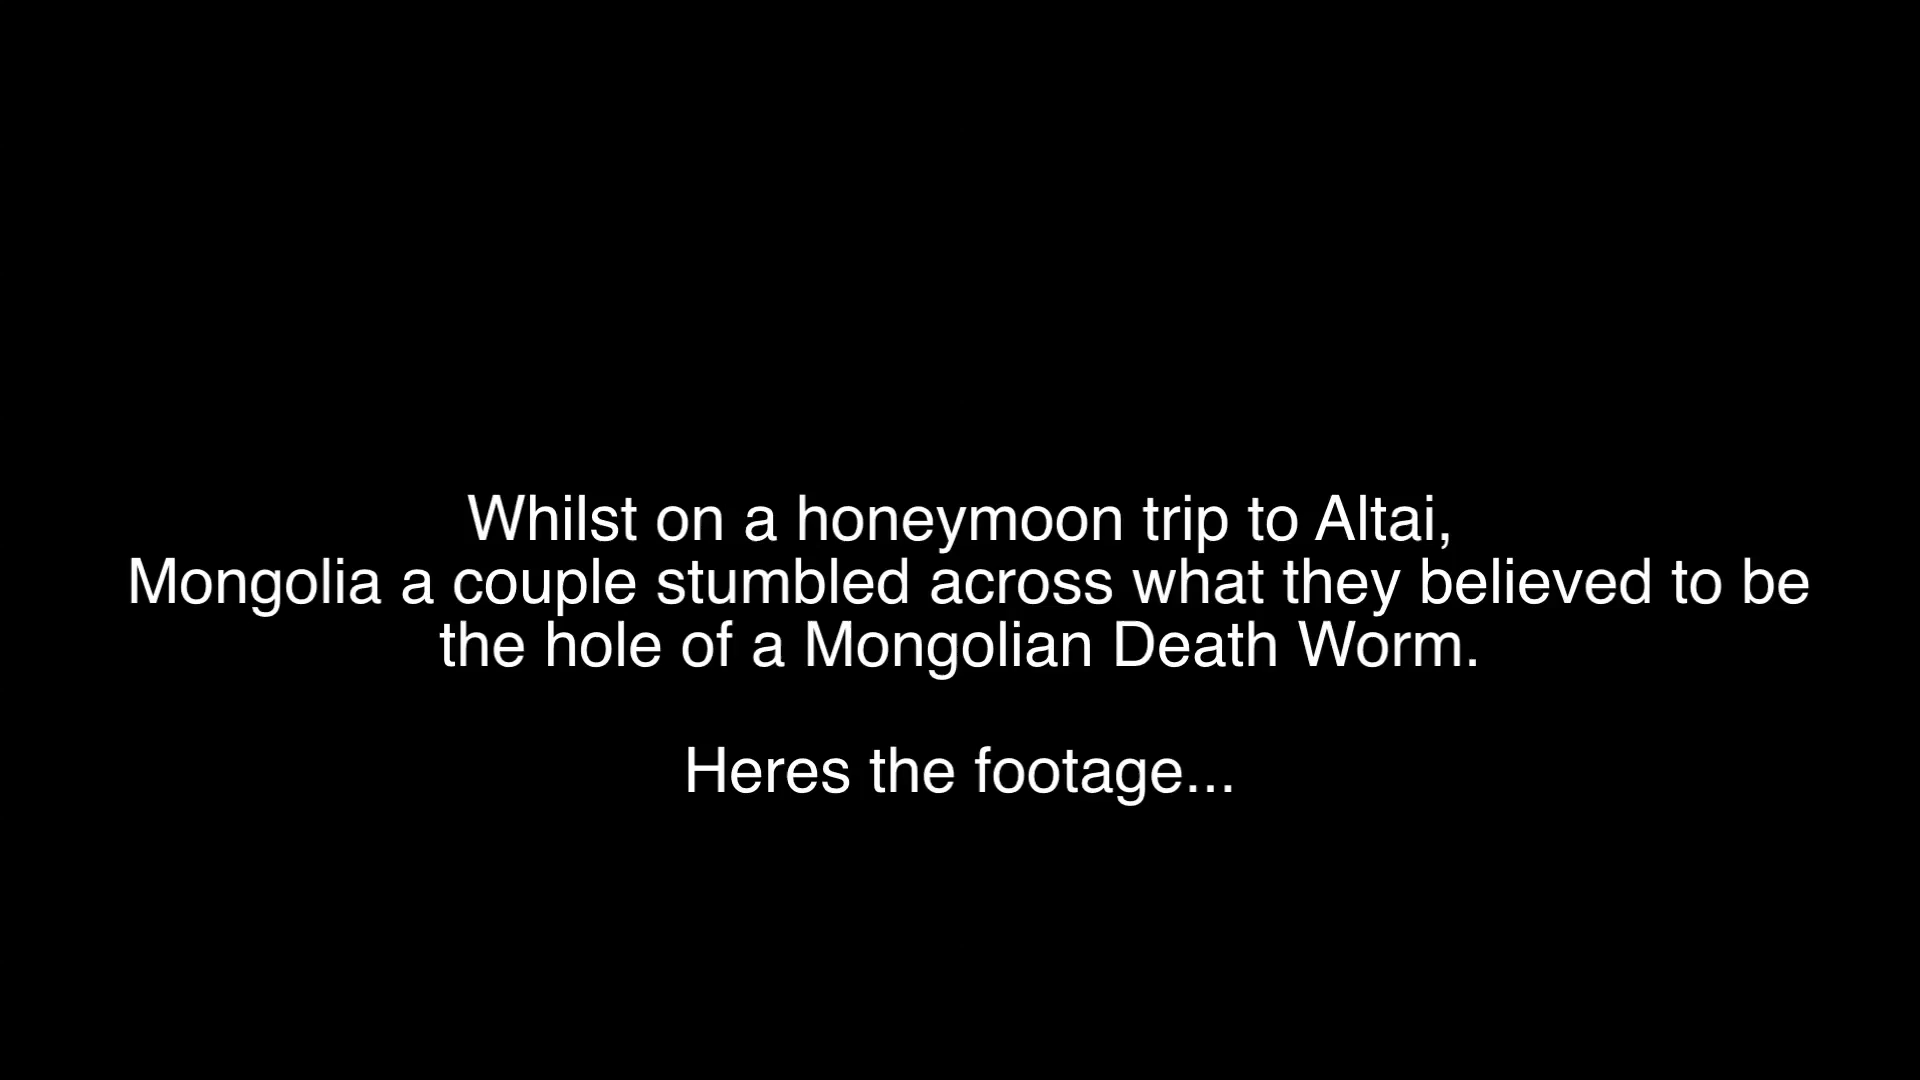 Whilst on a honeymoon trip to Altai,
Mongolia a couple stumbled across what they believed to be
the hole of a Mongolian Death Worm.
Heres the footage...